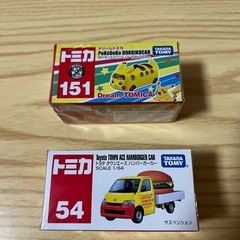 トミカ
ドリームトミカ
PoKéDoKo DOKODKOCAR
TAKARA TOMY
151
Dream TOMICA
トミカ
Toyota TOWN ACE HAMBURGER CAR
トヨタ タウンエース ハンバーガーカー
SCALE 1/64
TAKARA TOMY
54
サスペンション